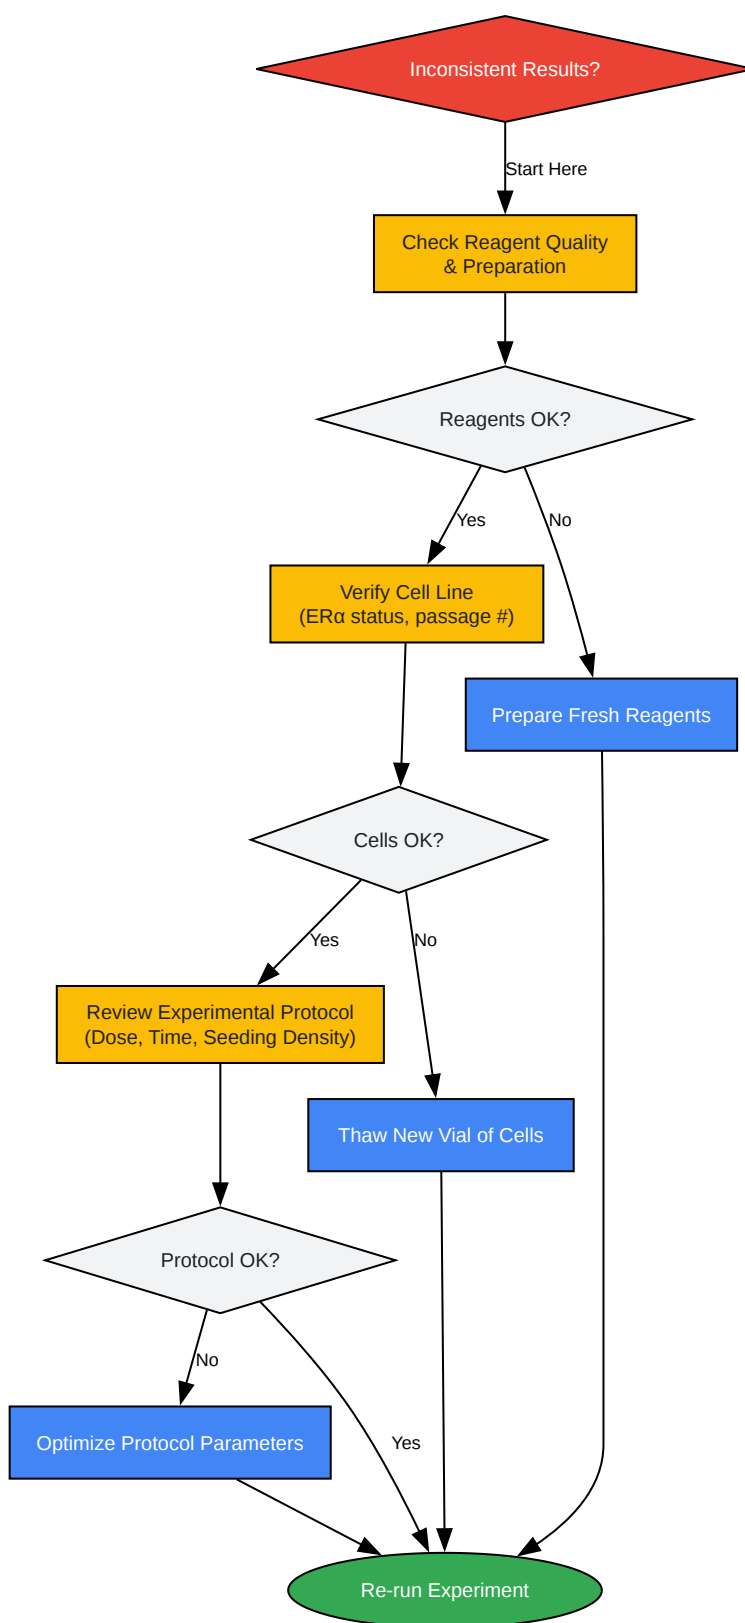 Inconsistent Results?
Start Here
Check Reagent Quality
& Preparation
Reagents OK?
Yes
No
Verify Cell Line
(ERα status, passage #)
Prepare Fresh Reagents
Cells OK?
Yes
No
Review Experimental Protocol
(Dose, Time, Seeding Density)
Thaw New Vial of Cells
Protocol OK?
No
Yes
Optimize Protocol Parameters
Re-run Experiment